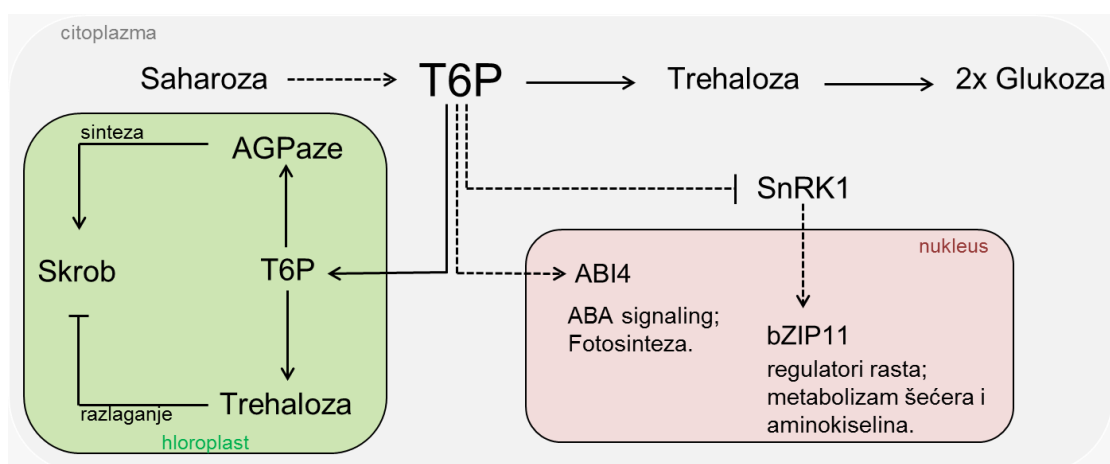 citoplazma
Saharoza
T6P
Trehaloza
2x Glukoza
sinteza
AGPaze
SnRK1
nukleus
Skrob
T6P
ABI4
ABA signaling;
Fotosinteza.
bZIP11
regulatori rasta;
metabolizam šećera i
aminokiselina.
razlaganje
Trehaloza
hloroplast